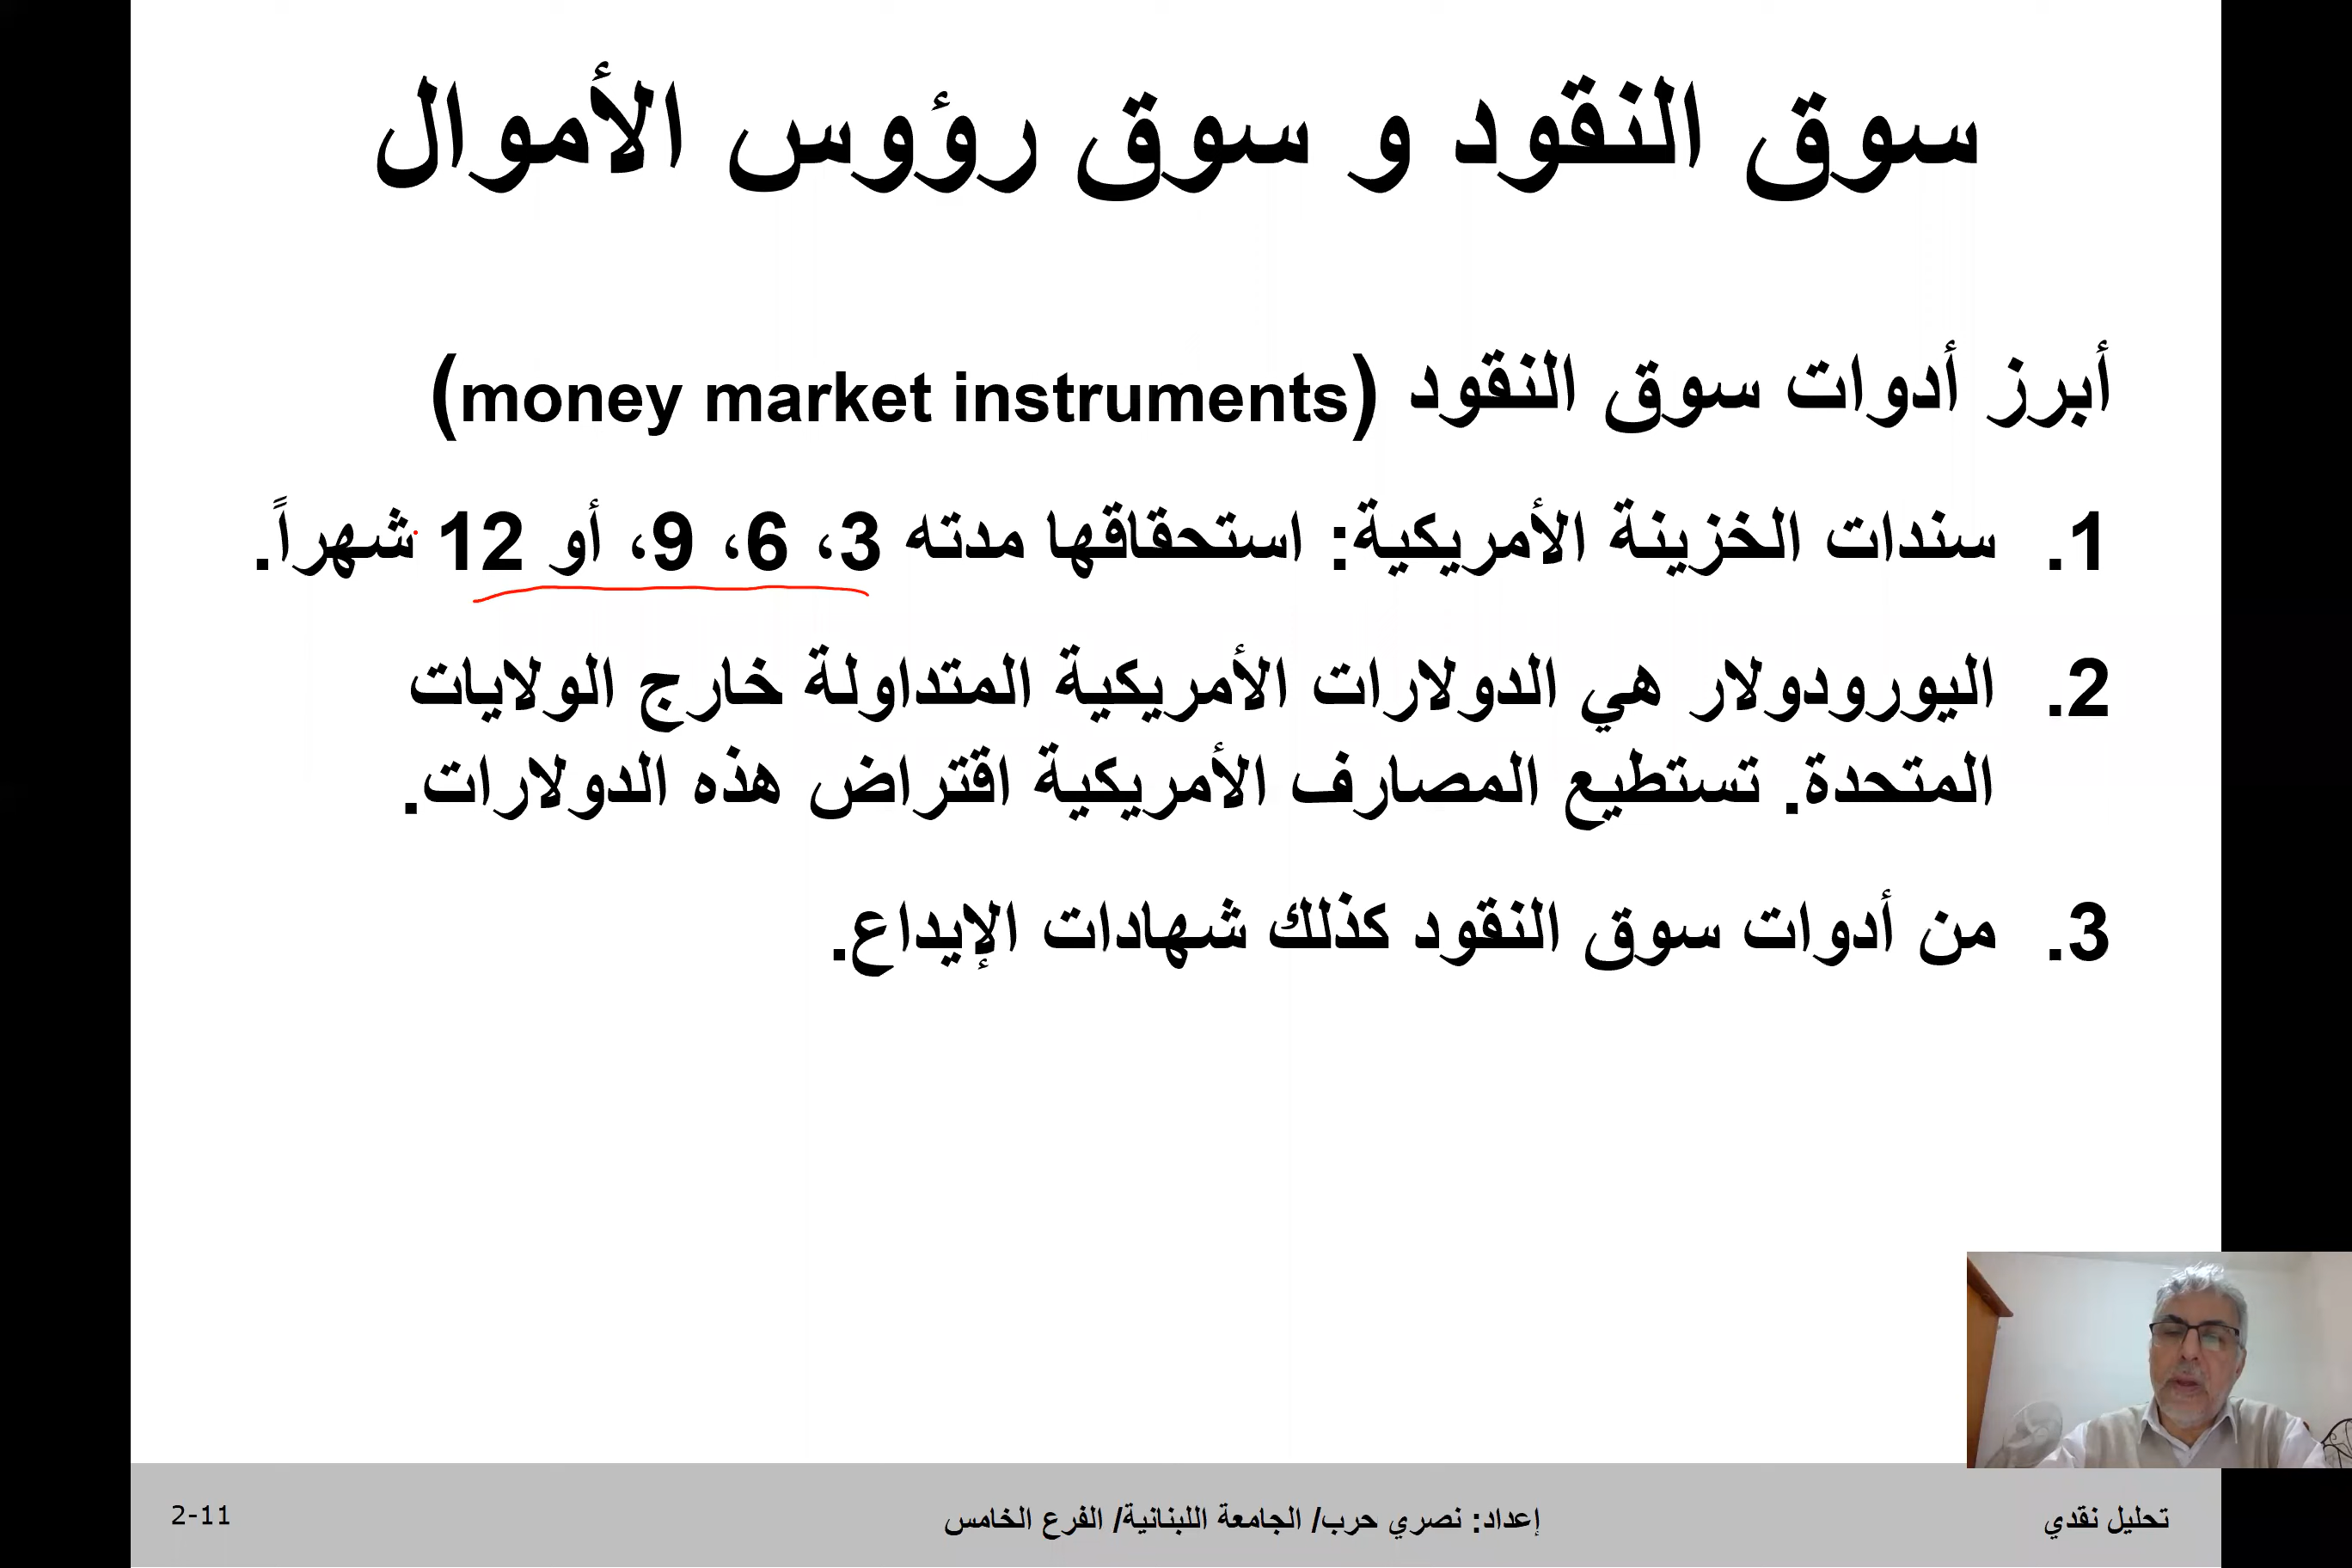 سوق النقود و سوق رؤوس الأموال
أبرز أدوات سوق النقود (money market instruments)
1. سندات الخزينة الأمريكية: استحقاقها مدته 3، 6، 9، أو 12 شهراً.
2. اليورودولار هي الدولارات الأمريكية المتداولة خارج الولايات
المتحدة. تستطيع المصارف الأمريكية اقتراض هذه الدولارات.
3. من أدوات سوق النقود كذلك شهادات الإيداع.
تحليل نقدي
إعداد: نصري حرب/ الجامعة اللبنانية/ الفرع الخامس
2-11